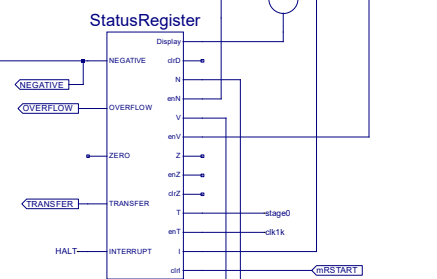 StatusRegister
Display
NEGATIVE
clrD
N
NEGATIVE
enN
OVERFLOW
OVERFLOW
V
enV
ZERO
Z
enZ
clrZ
TRANSFER
TRANSFER
T
stage0
enT
clk1k
HALT
INTERRUPT
I
clrI
mRSTART